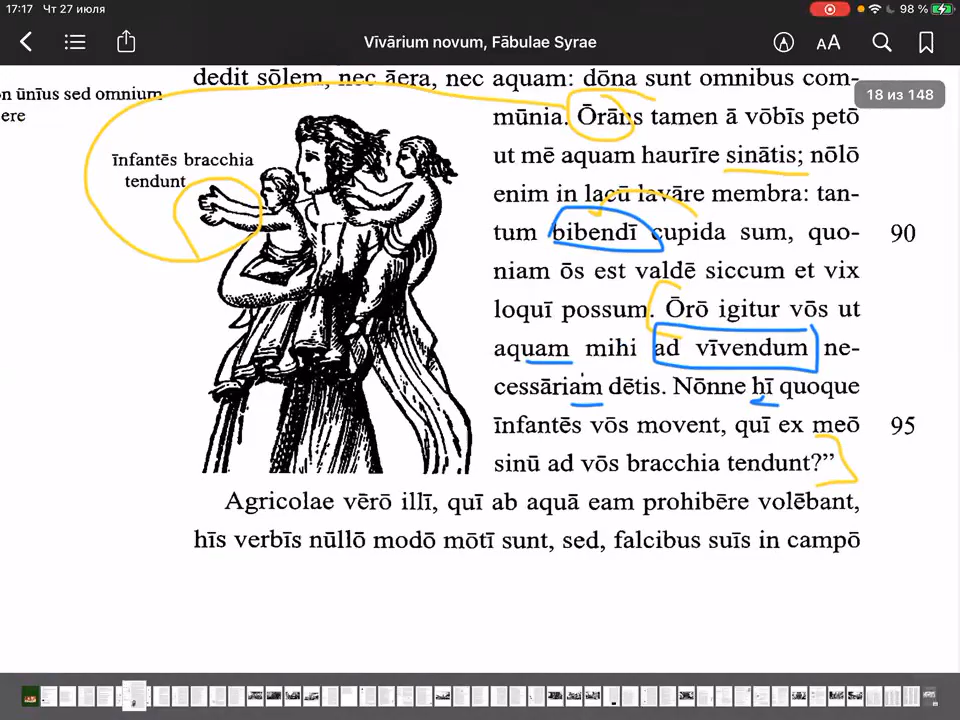 17:17 Чт 27 июля
98 %
Vīvārium novum, Fābulae Syrae
AA
18 из 148
dedit sōlem, nec āera, nec aquam: dōna sunt omnibus com-
ūnīus sed omnium
ere
mūnia. Ōrāns tamen ā vōbīs petō
ut mē aquam haurīre sinātis; nōlō
enim in lacū lavāre membra: tan-
tum bibendī cupida sum, quo-
90
niam ōs est valdē siccum et vix
loquī possum. Ōrō igitur vōs ut
aquam mihi ad vīvendum ne-
cessāriam dētis. Nōnne hī quoque
īnfantēs vōs movent, quī ex meō
95
sinū ad vōs bracchia tendunt?”
īnfantēs bracchia
tendunt
Agricolae vērō illī, quī ab aquā eam prohibēre volēbant,
hīs verbīs nūllō modō mōtī sunt, sed, falcibus suīs in campō